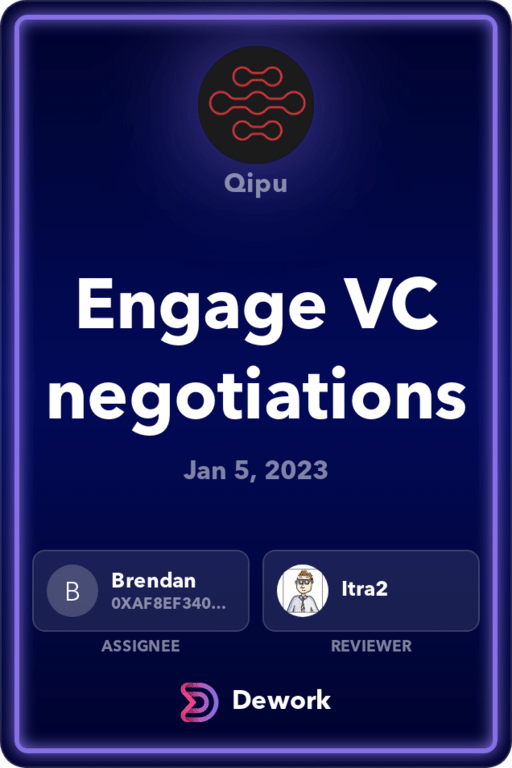 Qipu
Engage VC
negotiations
Jan 5, 2023
B
Brendan
0XAF8EF340...
ASSIGNEE
Itra2
REVIEWER
Dework